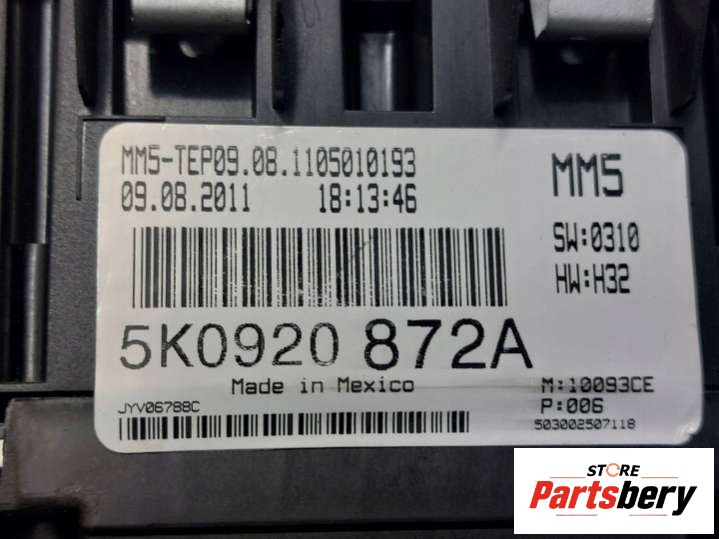 MM5-TEP09.08.1105010193
09.08.2011 18:13:46
MM5
SW:0310
HW:H32
5K0920 872A
Made in Mexico
M:10093CE
P:006
JYV06788C
503002507118
STORE
Partsbery